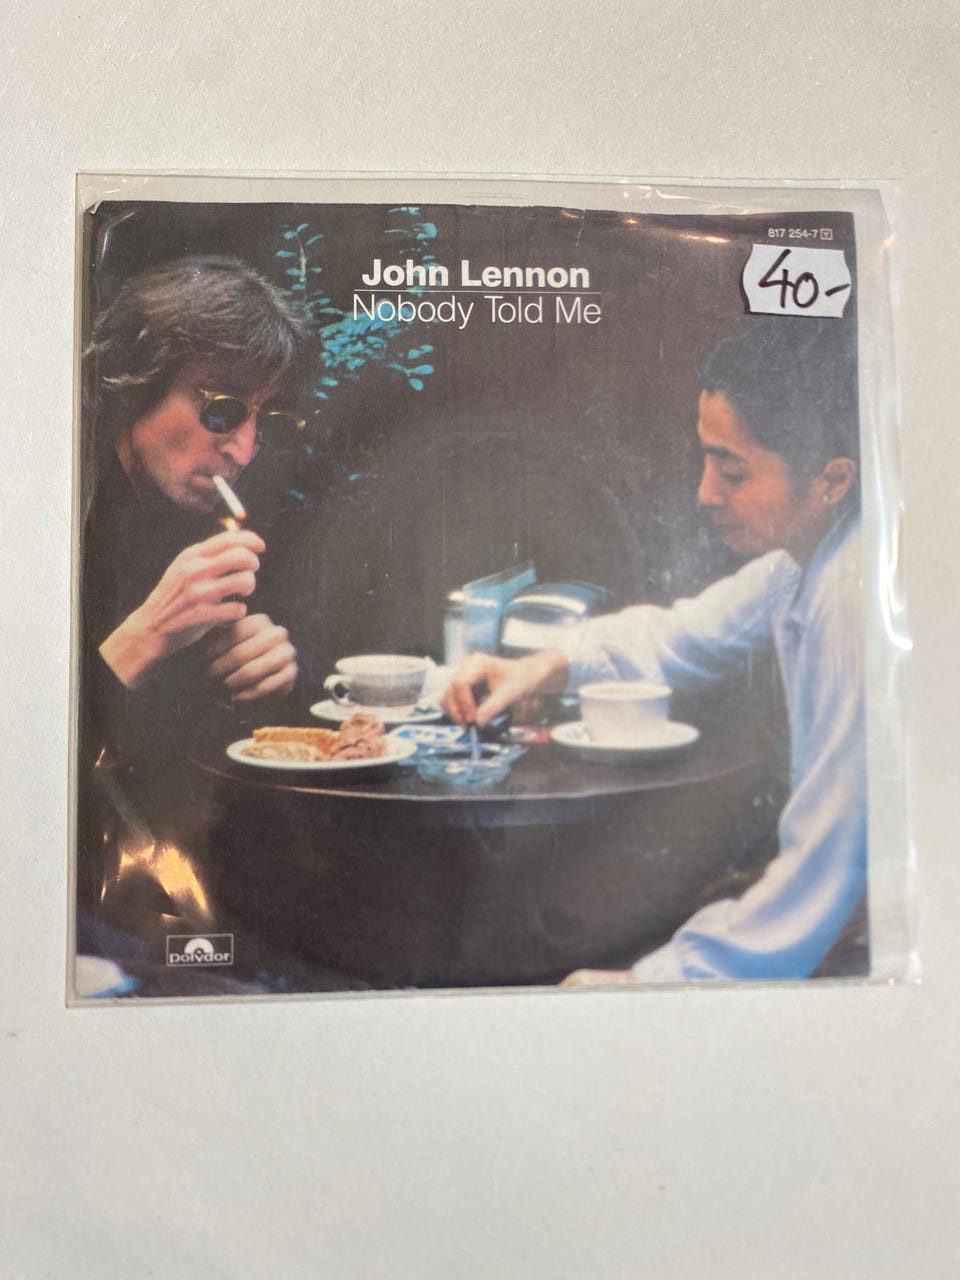 817 254-7 Y
40-
John Lennon
Nobody Told Me
polydor